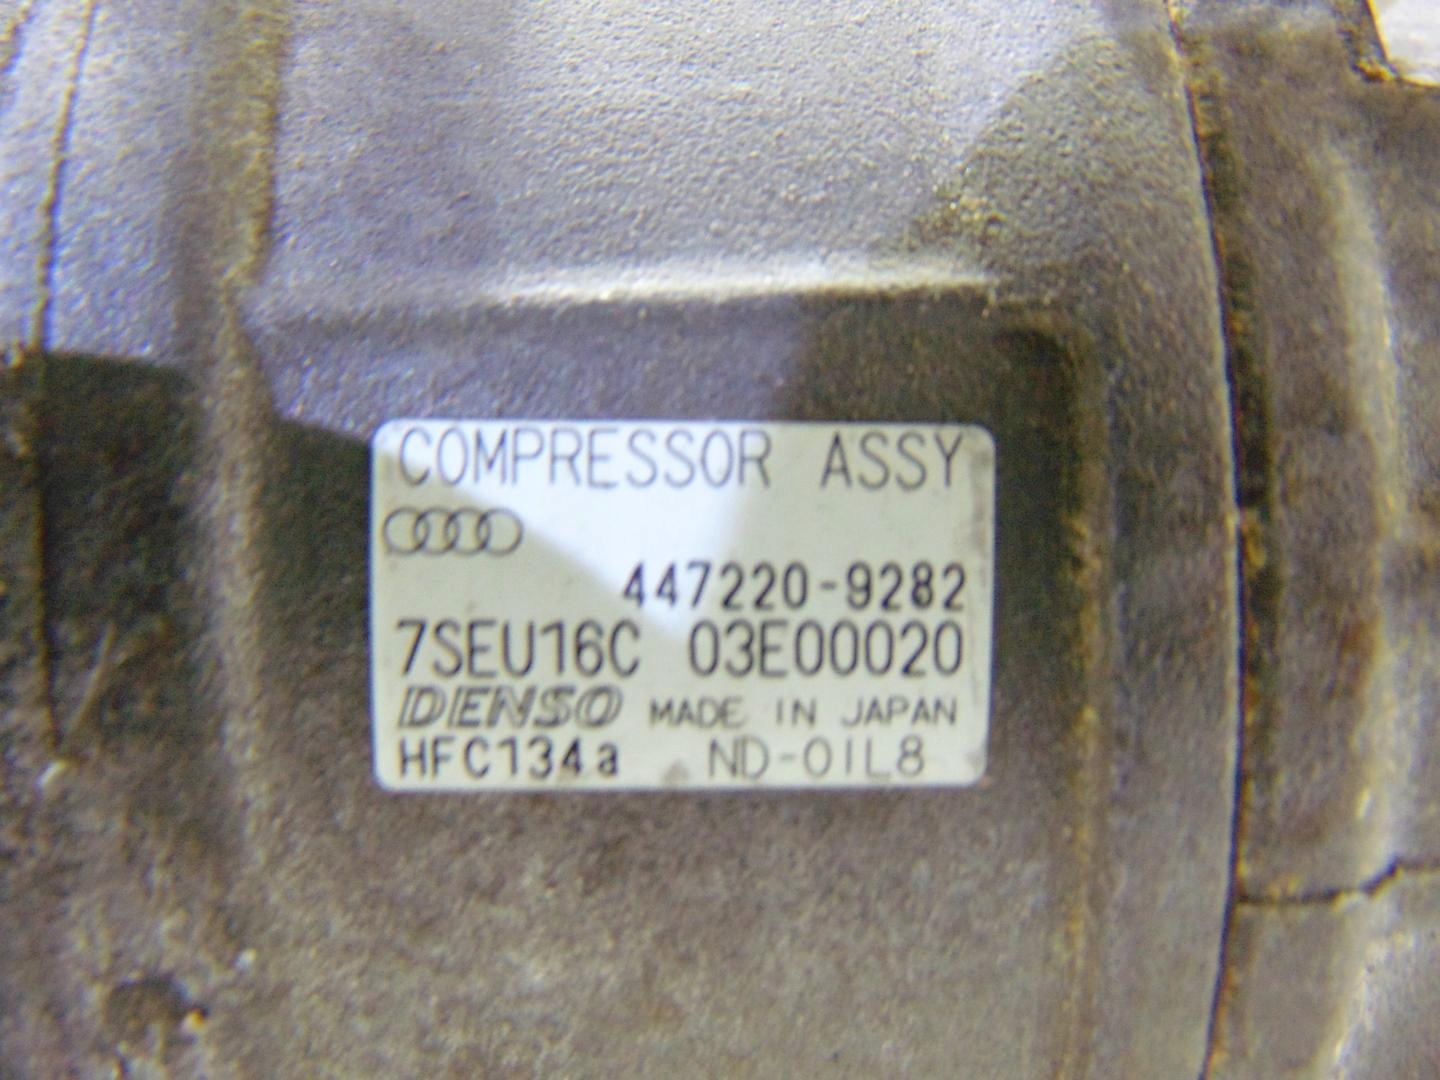 COMPRESSOR ASSY
447220-9282
7SEU16C 03E00020
DENSO MADE IN JAPAN
HFC134a ND-OIL8